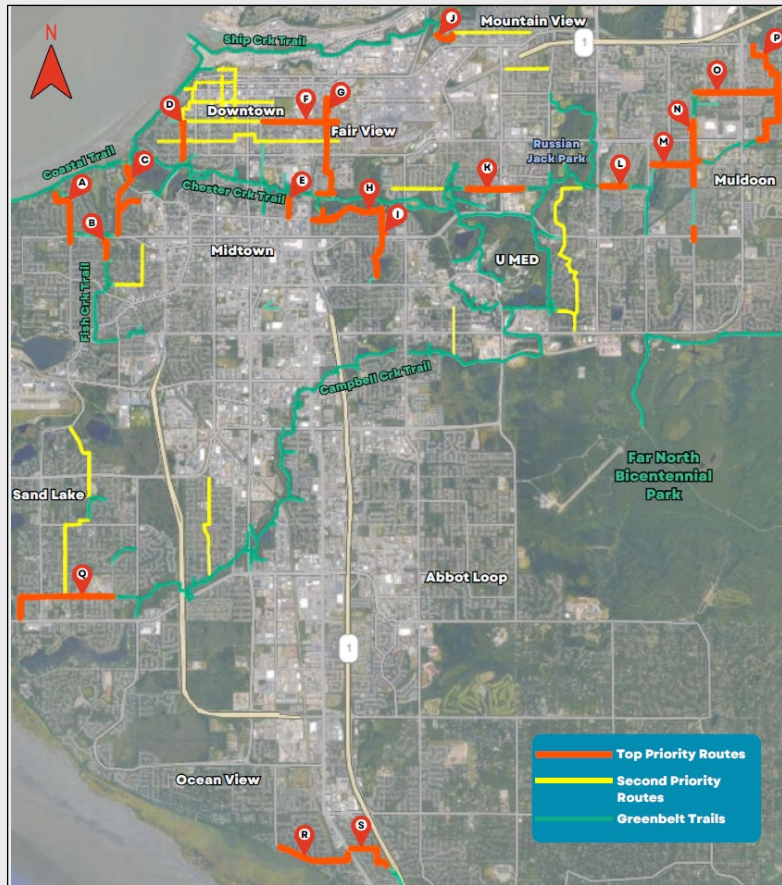 N
J
Mountain View
Ship Crk Trail
1
P
O
D
Downtown
F
G
Fair View
N
Russian
Jack Park
Coastal Trail
C
M
K
L
A
Chester Crk Trail
E
H
Muldoon
B
I
Midtown
U MED
Fish Crk Trail
Campbell Crk Trail
Far North
Bicentennial
Park
Sand Lake
Q
Abbot Loop
1
Top Priority Routes
Ocean View
Second Priority
Routes
Greenbelt Trails
R
S